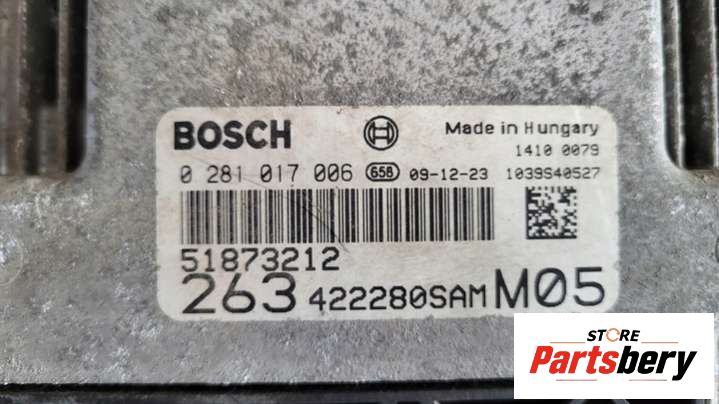 BOSCH Made in Hungary
1410 0079
0 281 017 006 658 09-12-23 1039S40527
51873212
263 422280SAM M05
STORE
Partsbery